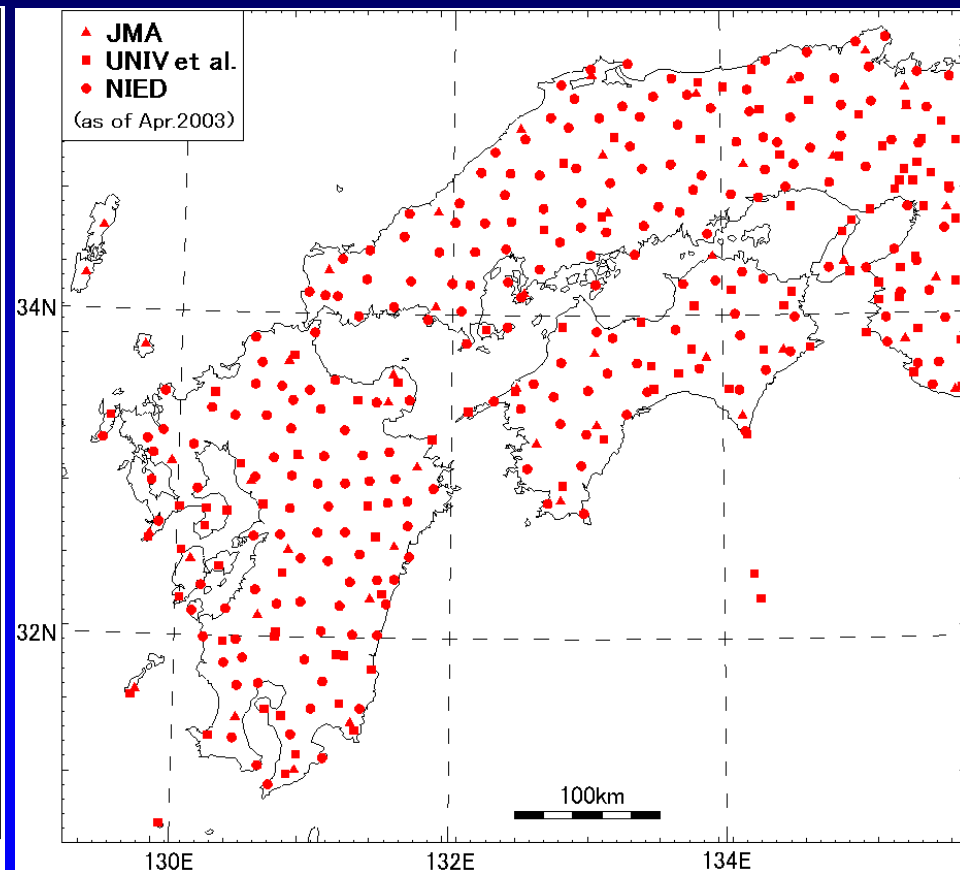 JMA
UNIV et al.
NIED
(as of Apr.2003)
34N
32N
100km
130E
132E
134E